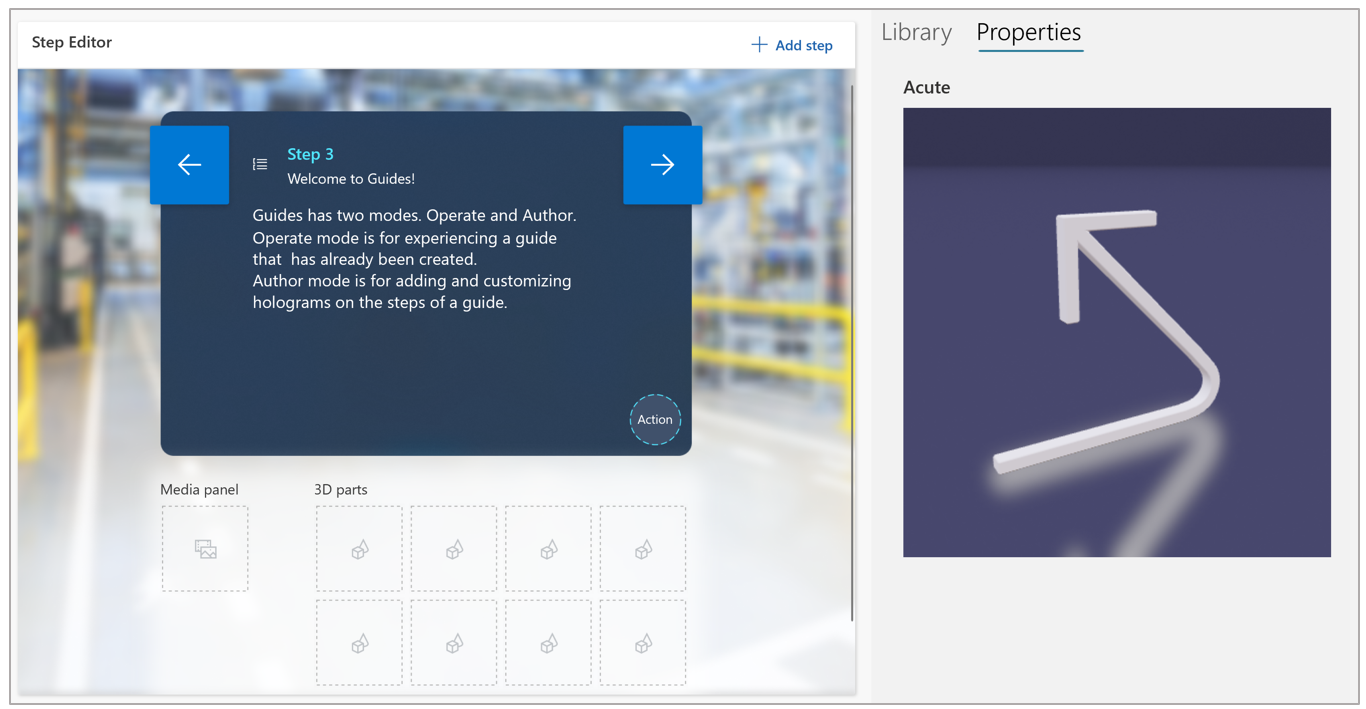 Step Editor
Add step
Step 3
Welcome to Guides!
Guides has two modes. Operate and Author.
Operate mode is for experiencing a guide
that  has already been created.
Author mode is for adding and customizing
holograms on the steps of a guide.
Action
Media panel
3D parts
Library
Properties
Acute